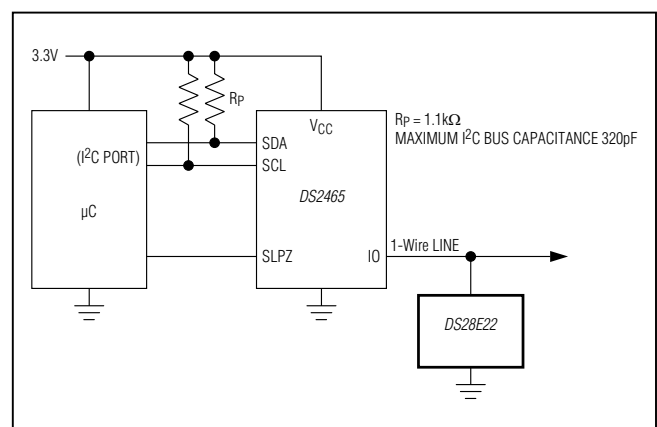 3.3V
RP
VCC
RP = 1.1kΩ
MAXIMUM I²C BUS CAPACITANCE 320pF
(I²C PORT)
SDA
SCL
DS2465
µC
1-Wire LINE
SLPZ
IO
DS28E22